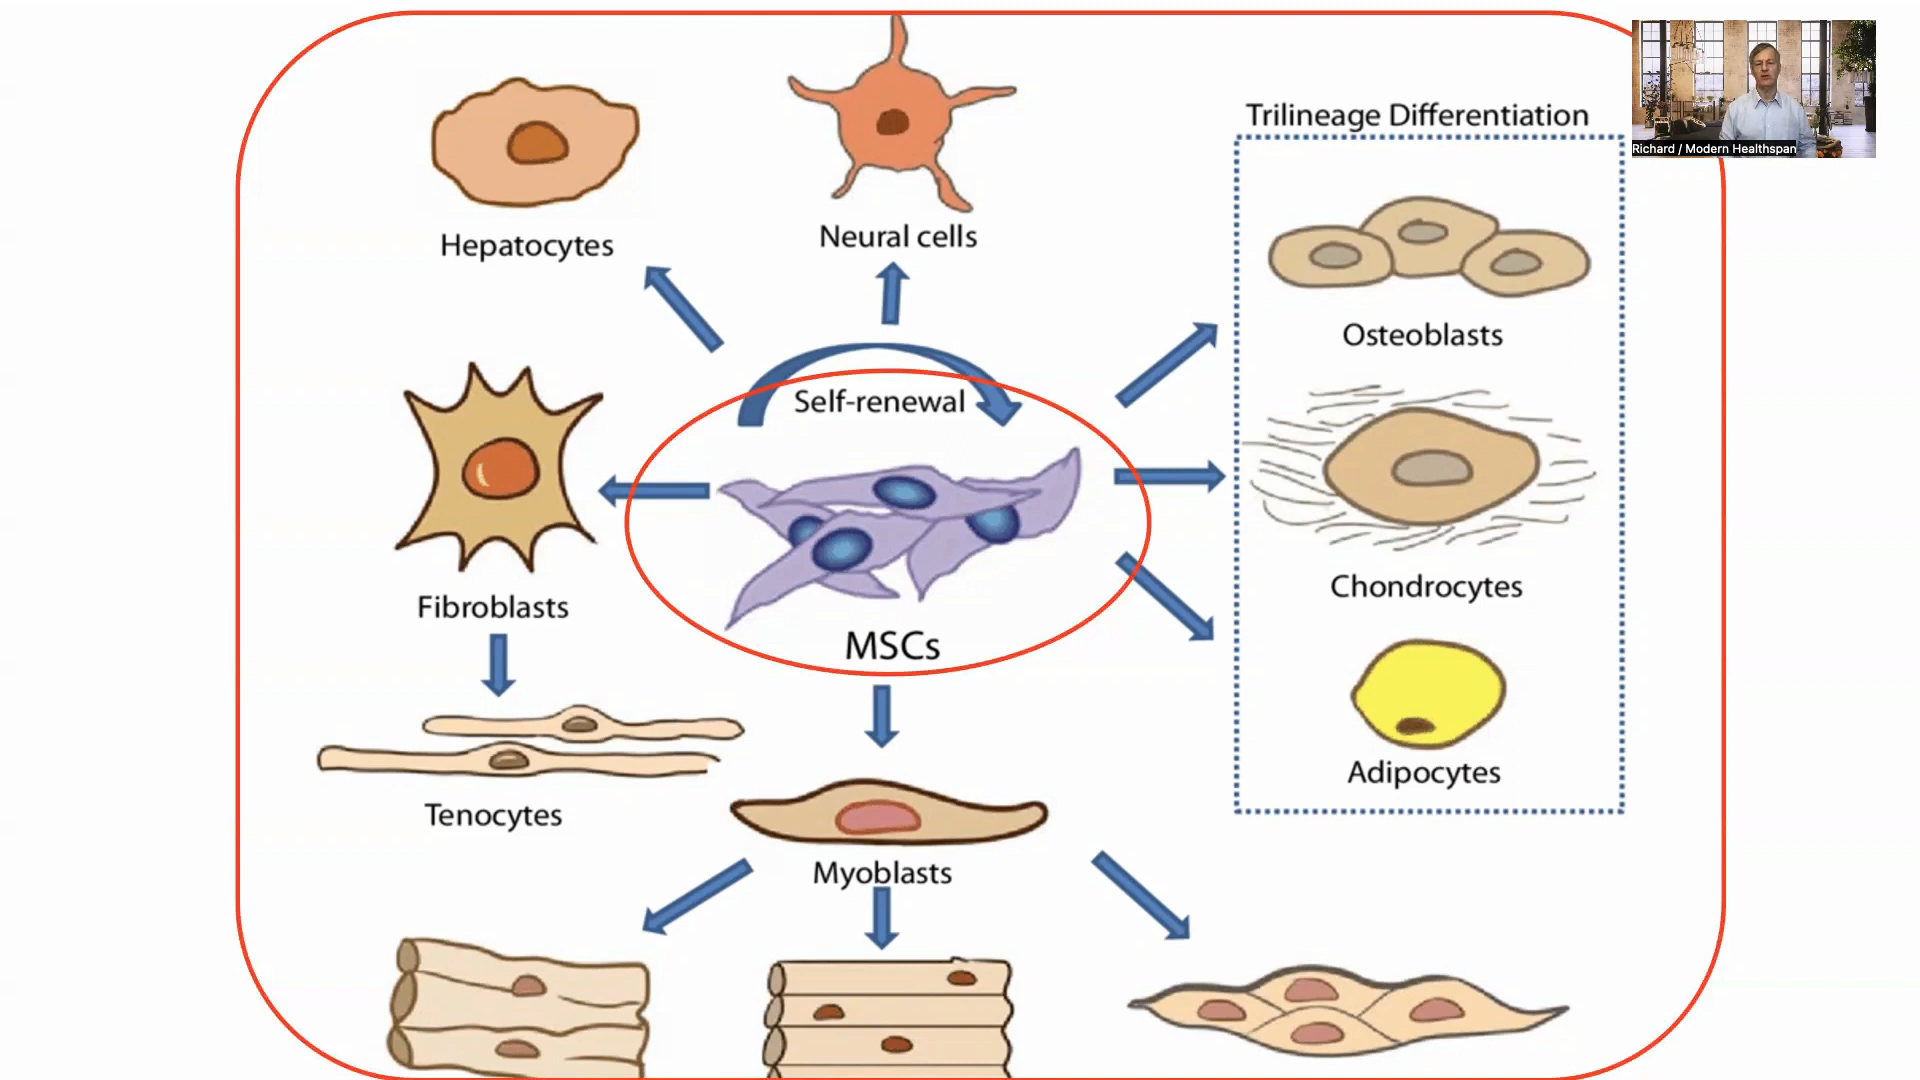 Trilineage Differentiation
Richard / Modern Healthspan
Hepatocytes
Neural cells
Osteoblasts
Self-renewal
Chondrocytes
Fibroblasts
MSCs
Adipocytes
Tenocytes
Myoblasts